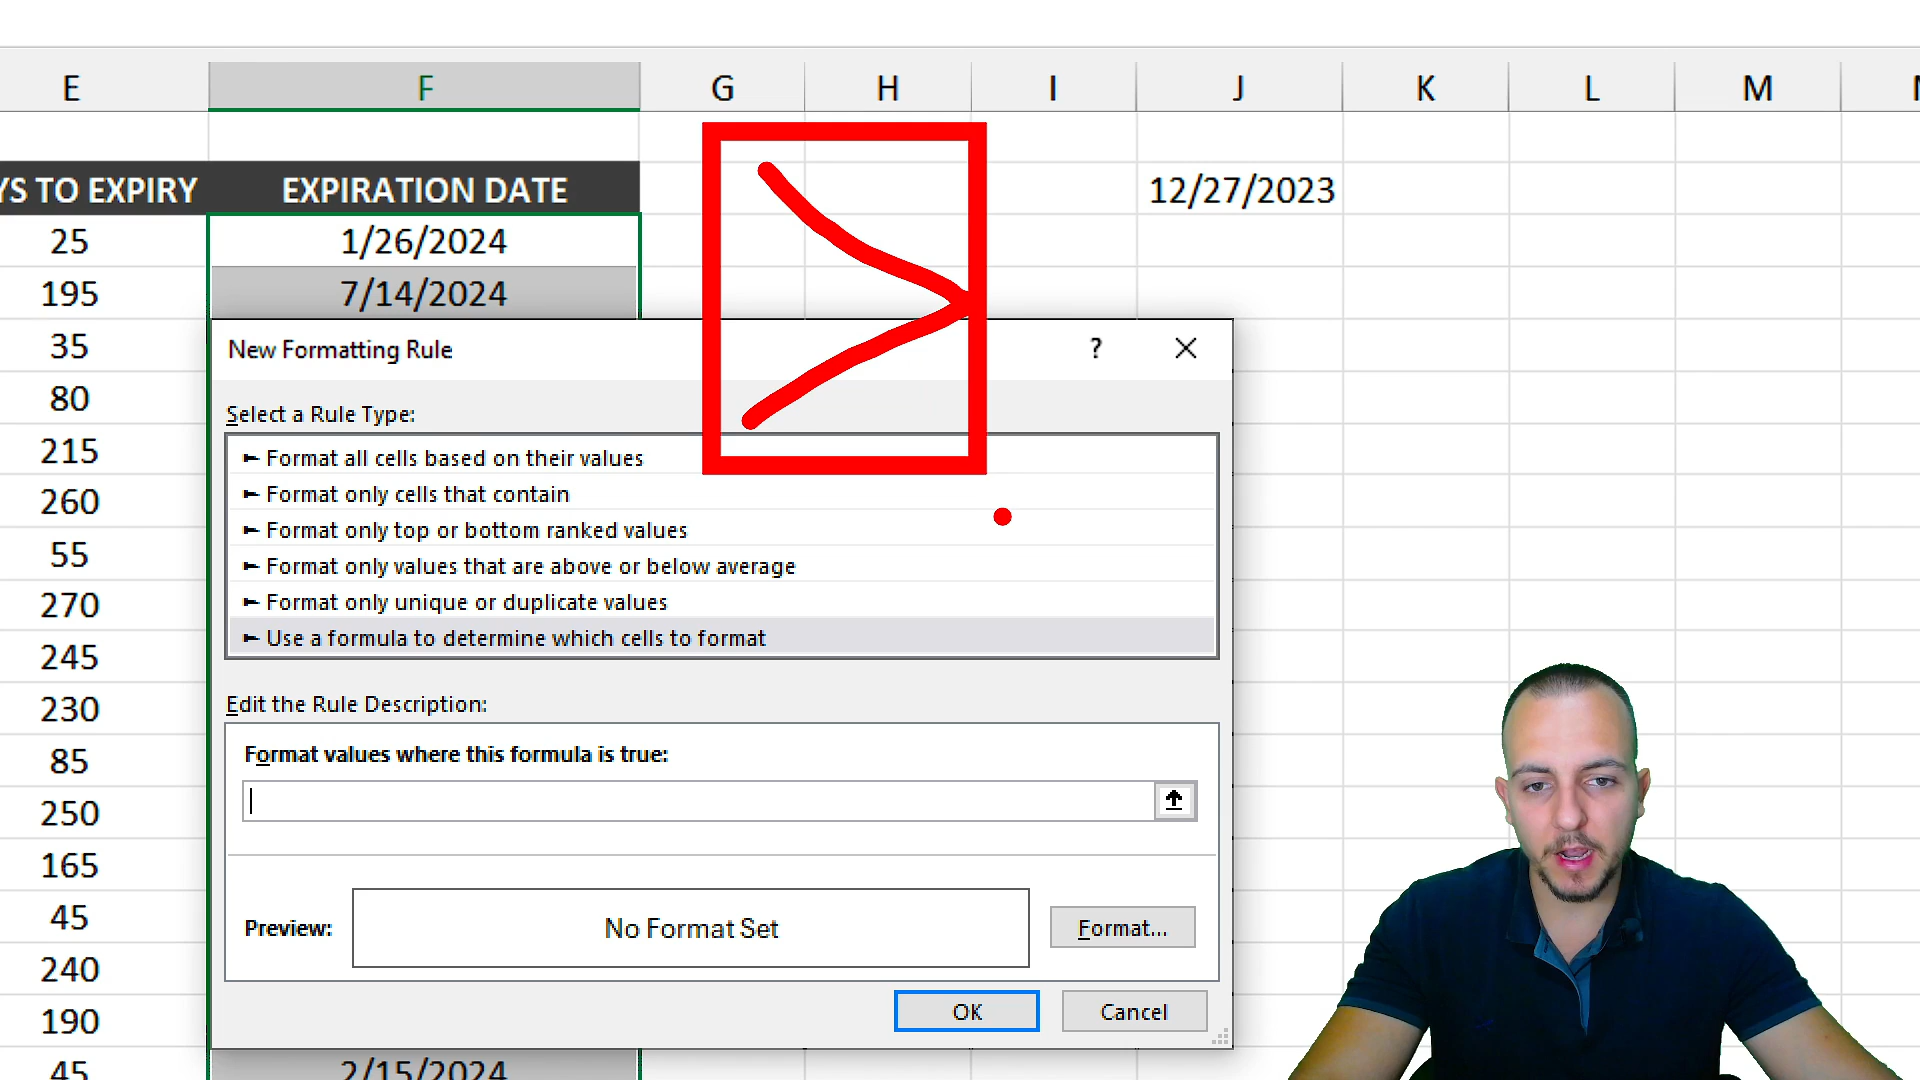 E F G H I J K L M
YS TO EXPIRY EXPIRATION DATE 12/27/2023
25 1/26/2024
195 7/14/2024
35
80
215
260
55
270
245
230
85
250
165
45
240
190
45 2/15/2024
New Formatting Rule ?
Select a Rule Type:
► Format all cells based on their values
► Format only cells that contain
► Format only top or bottom ranked values
► Format only values that are above or below average
► Format only unique or duplicate values
► Use a formula to determine which cells to format
Edit the Rule Description:
Format values where this formula is true:
Preview: No Format Set Format...
OK Cancel